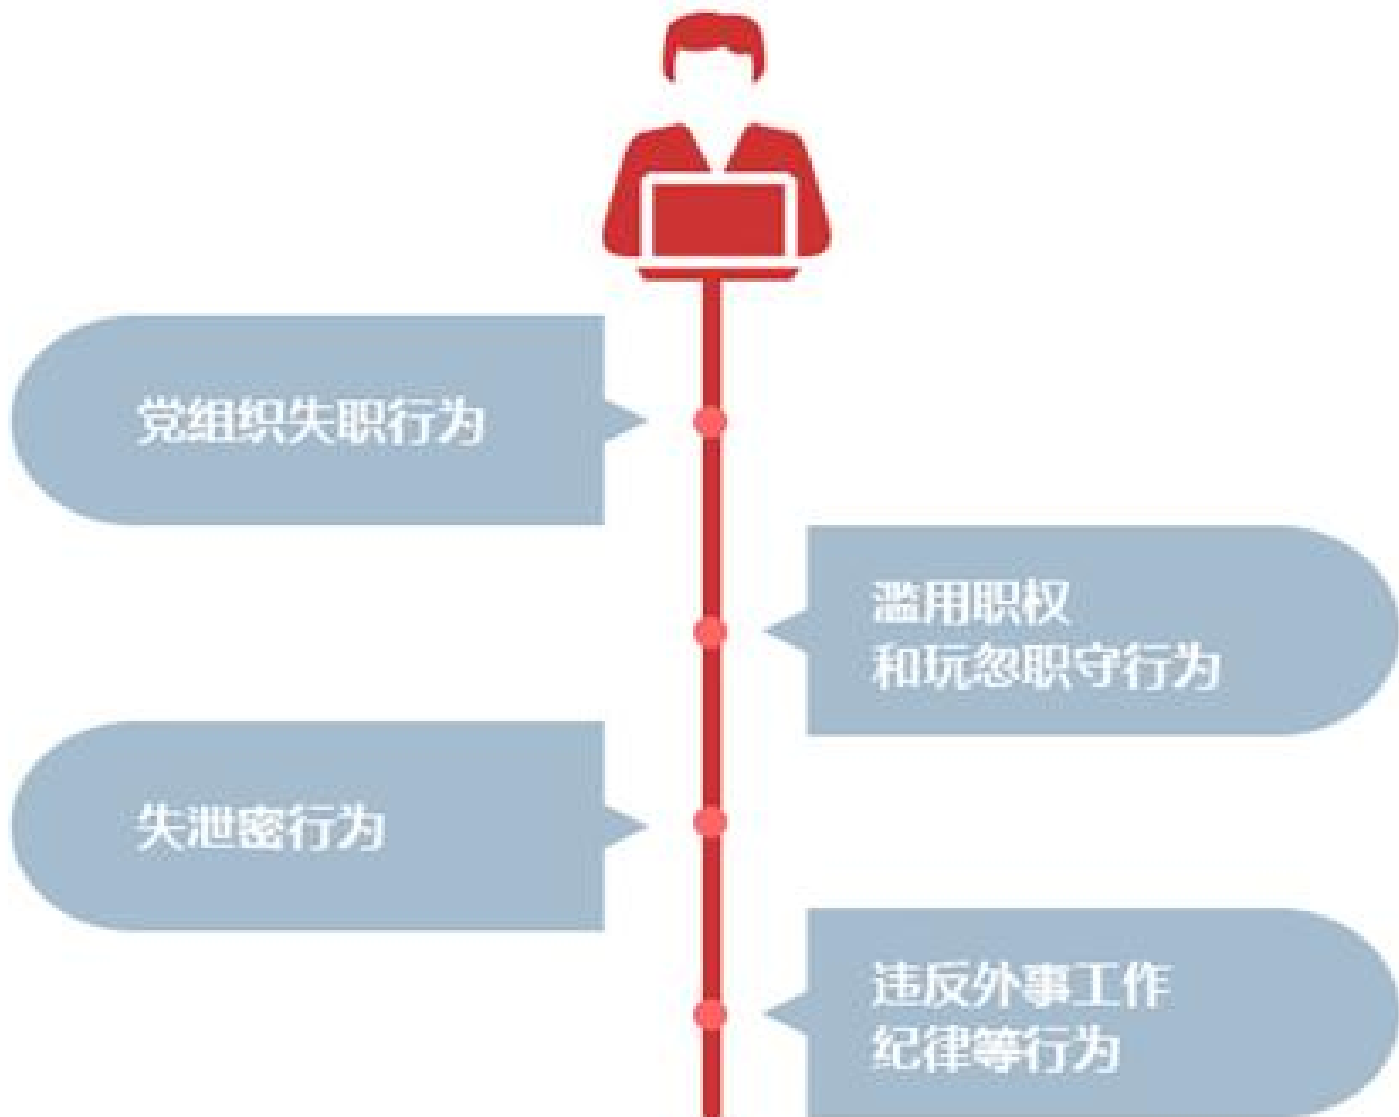 党组织失职行为
滥用职权
和玩忽职守行为
失泄密行为
违反外事工作
纪律等行为